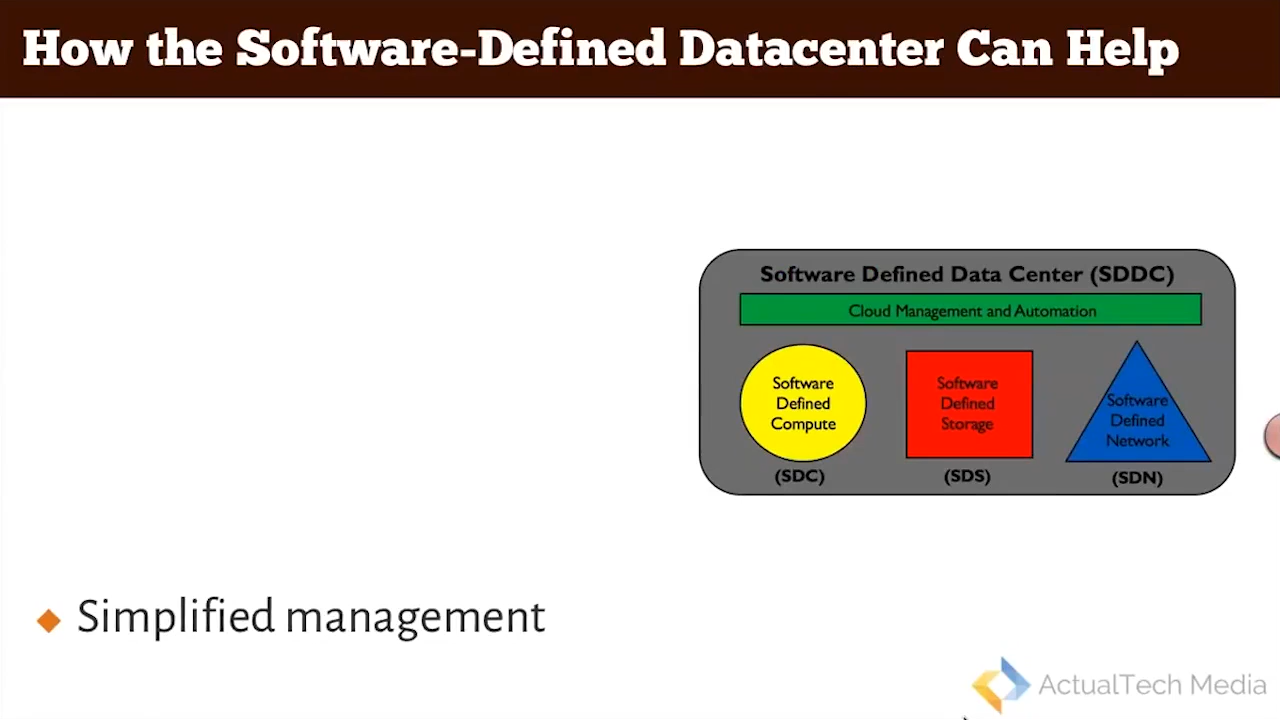 How the Software-Defined Datacenter Can Help
Software Defined Data Center (SDDC)
Cloud Management and Automation
Software
Defined
Compute
(SDC)
Software
Defined
Storage
(SDS)
Software
Defined
Network
(SDN)
Simplified management
ActualTech Media